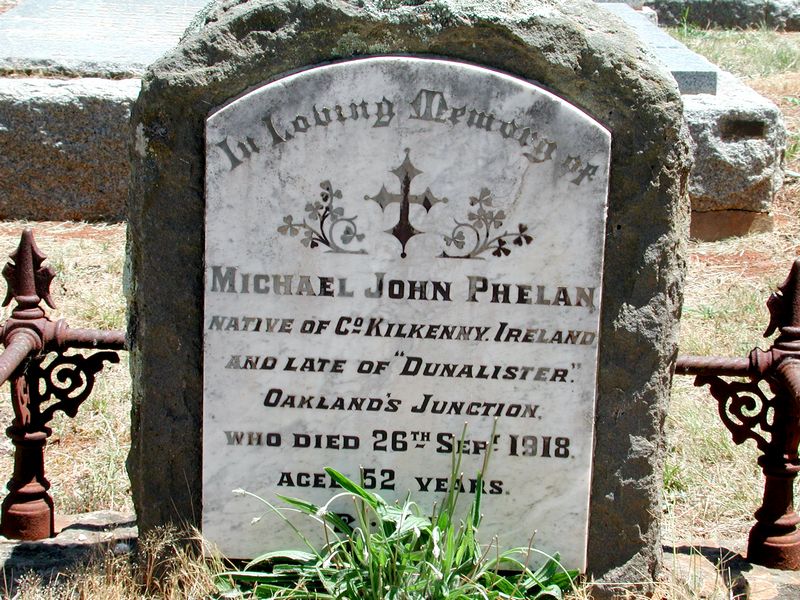 In Loving Memory of
MICHAEL JOHN PHELAN
NATIVE OF Co KILKENNY. IRELAND
AND LATE OF "DUNALISTER."
OAKLAND'S JUNCTION.
WHO DIED 26TH SEPT. 1918.
AGED 52 YEARS.